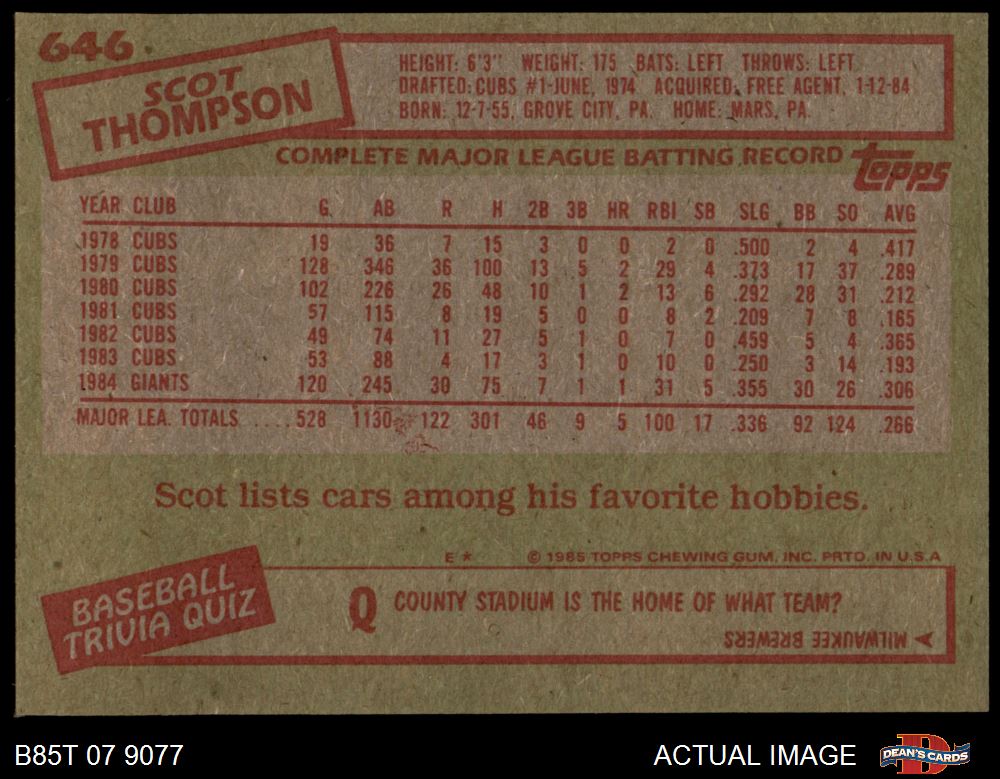 646
SCOT
THOMPSON
HEIGHT: 6'3" WEIGHT: 175 BATS: LEFT THROWS: LEFT
DRAFTED: CUBS #1-JUNE, 1974 ACQUIRED: FREE AGENT, 1-12-84
BORN: 12-7-55, GROVE CITY, PA. HOME: MARS, PA.
COMPLETE MAJOR LEAGUE BATTING RECORD
topps
YEAR CLUB G AB R H 2B 3B HR RBI SB SLG BB SO AVG
1978 CUBS 19 36 7 15 3 0 0 2 0 .500 2 4 .417
1979 CUBS 128 346 36 100 13 5 2 29 4 .373 17 37 .289
1980 CUBS 102 226 26 48 10 1 2 13 6 .292 28 31 .212
1981 CUBS 57 115 8 19 5 0 0 8 2 .209 7 8 .165
1982 CUBS 49 74 11 27 5 1 0 7 0 .459 5 4 .365
1983 CUBS 53 88 4 17 3 1 0 10 0 .250 3 14 .193
1984 GIANTS 120 245 30 75 7 1 1 31 5 .355 30 26 .306
MAJOR LEA. TOTALS ....528 1130 122 301 46 9 5 100 17 .336 92 124 .266
Scot lists cars among his favorite hobbies.
E * © 1985 TOPPS CHEWING GUM, INC. PRTD. IN U.S.A
BASEBALL
TRIVIA QUIZ
Q COUNTY STADIUM IS THE HOME OF WHAT TEAM?
MILWAUKEE BREWERS
B85T 07 9077
ACTUAL IMAGE
D
DEAN'S CARDS